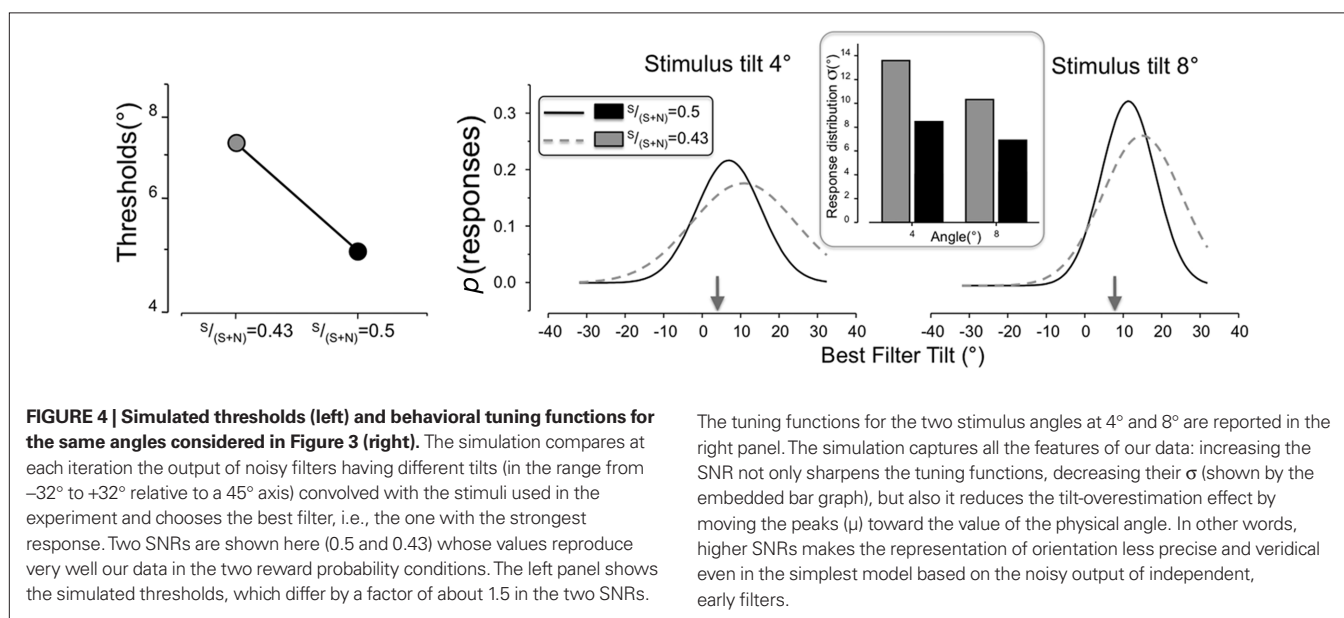 Stimulus tilt 4°
Stimulus tilt 8°
Thresholds(°)
8
6
4
S/(S+N)=0.43
S/(S+N)=0.5
p(responses)
0.3
0.2
0.1
0.0
S/(S+N)=0.5
S/(S+N)=0.43
Response distribution σ(°)
14
12
10
8
6
4
2
0
4
8
Angle(°)
-40 -30 -20 -10 0 10 20 30 40
-40 -30 -20 -10 0 10 20 30 40
Best Filter Tilt (°)
FIGURE 4 | Simulated thresholds (left) and behavioral tuning functions for
the same angles considered in Figure 3 (right). The simulation compares at
each iteration the output of noisy filters having different tilts (in the range from
–32° to +32° relative to a 45° axis) convolved with the stimuli used in the
experiment and chooses the best filter, i.e., the one with the strongest
response. Two SNRs are shown here (0.5 and 0.43) whose values reproduce
very well our data in the two reward probability conditions. The left panel shows
the simulated thresholds, which differ by a factor of about 1.5 in the two SNRs.
The tuning functions for the two stimulus angles at 4° and 8° are reported in the
right panel. The simulation captures all the features of our data: increasing the
SNR not only sharpens the tuning functions, decreasing their σ (shown by the
embedded bar graph), but also it reduces the tilt-overestimation effect by
moving the peaks (μ) toward the value of the physical angle. In other words,
higher SNRs makes the representation of orientation less precise and veridical
even in the simplest model based on the noisy output of independent,
early filters.